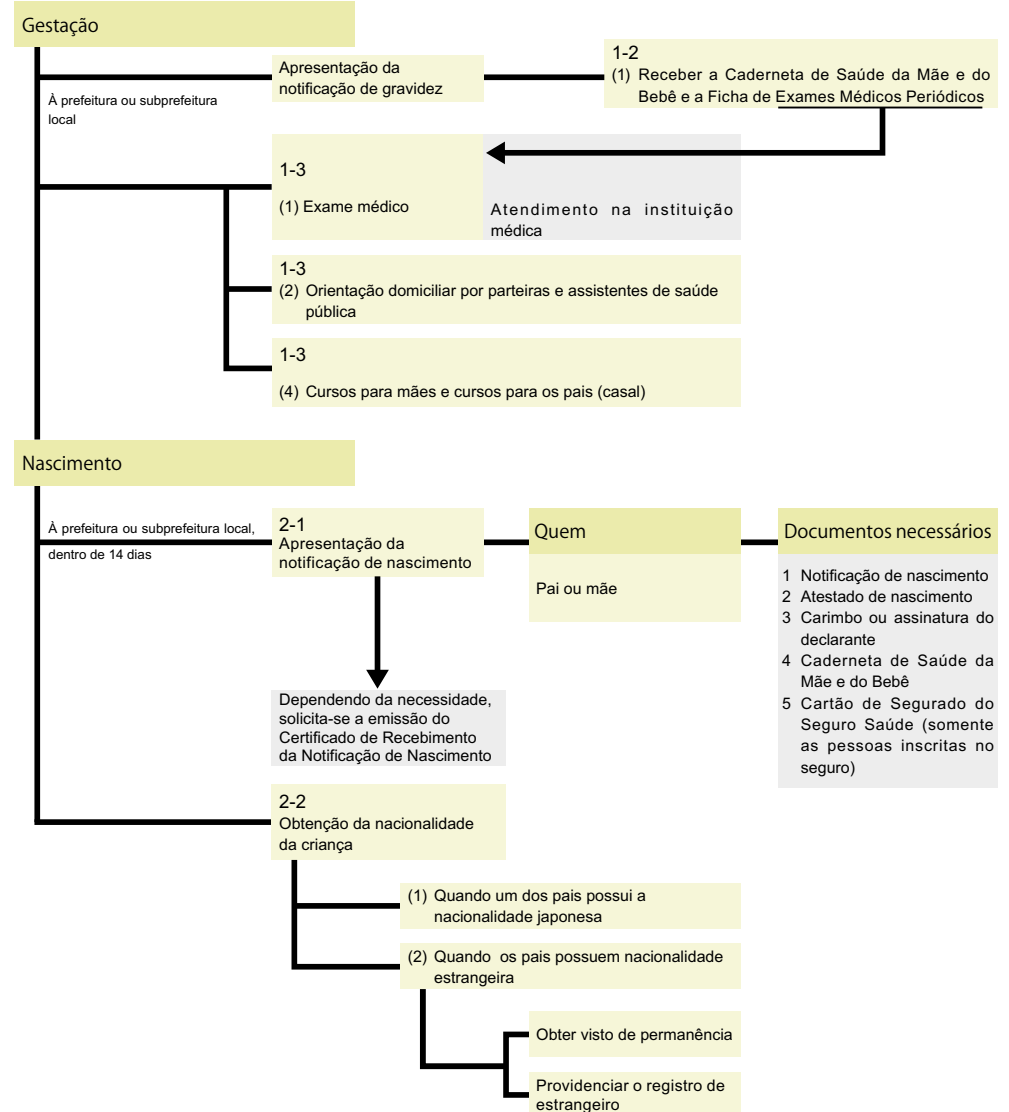 Gestação
Apresentação da
notificação de gravidez
1-2
(1) Receber a Caderneta de Saúde da Mãe e do
Bebê e a Ficha de Exames Médicos Periódicos
À prefeitura ou subprefeitura
local
1-3
(1) Exame médico
Atendimento na instituição
médica
1-3
(2) Orientação domiciliar por parteiras e assistentes de saúde
pública
1-3
(4) Cursos para mães e cursos para os pais (casal)
Nascimento
À prefeitura ou subprefeitura local,
dentro de 14 dias
2-1
Apresentação da
notificação de nascimento
Quem
Pai ou mãe
Documentos necessários
1 Notificação de nascimento
2 Atestado de nascimento
3 Carimbo ou assinatura do
declarante
4 Caderneta de Saúde da
Mãe e do Bebê
5 Cartão de Segurado do
Seguro Saúde (somente
as pessoas inscritas no
seguro)
Dependendo da necessidade,
solicita-se a emissão do
Certificado de Recebimento
da Notificação de Nascimento
2-2
Obtenção da nacionalidade
da criança
(1) Quando um dos pais possui a
nacionalidade japonesa
(2) Quando os pais possuem nacionalidade
estrangeira
Obter visto de permanência
Providenciar o registro de
estrangeiro